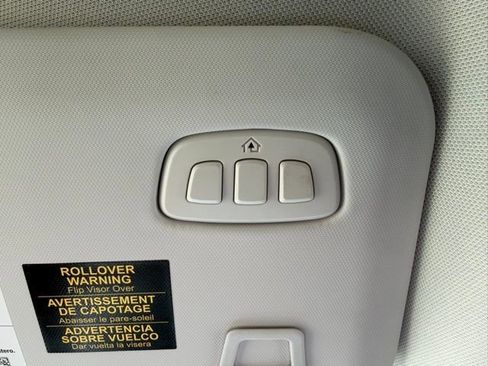 ROLLOVER
WARNING
Flip Visor Over
AVERTISSEMENT
DE CAPOTAGE
Abaisser le pare-soleil
ADVERTENCIA
SOBRE VUELCO
Dar vuelta la visera